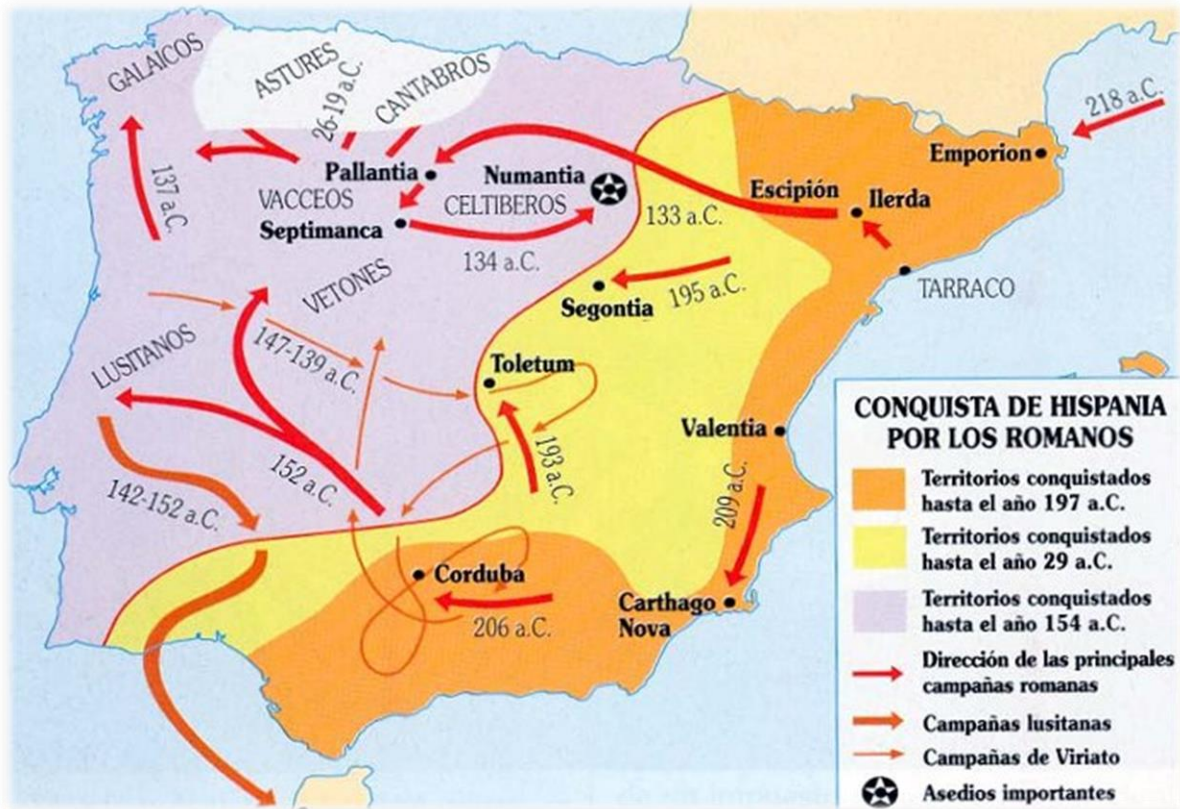 GALAICOS
ASTURES
CANTABROS
26-19 a.C.
218 a.C.
Emporion
137 a.C.
Pallantia
VACCEOS
Septimanca
Numantia
CELTIBEROS
134 a.C.
133 a.C.
Escipión
Ilerda
TARRACO
VETONES
Segontia
195 a.C.
LUSITANOS
147-139 a.C.
Toletum
Valentia
152 a.C.
142-152 a.C.
193 a.C.
209 a.C.
Corduba
206 a.C.
Carthago
Nova
CONQUISTA DE HISPANIA
POR LOS ROMANOS
Territorios conquistados
hasta el año 197 a.C.
Territorios conquistados
hasta el año 29 a.C.
Territorios conquistados
hasta el año 154 a.C.
Dirección de las principales
campañas romanas
Campañas lusitanas
Campañas de Viriato
Asedios importantes